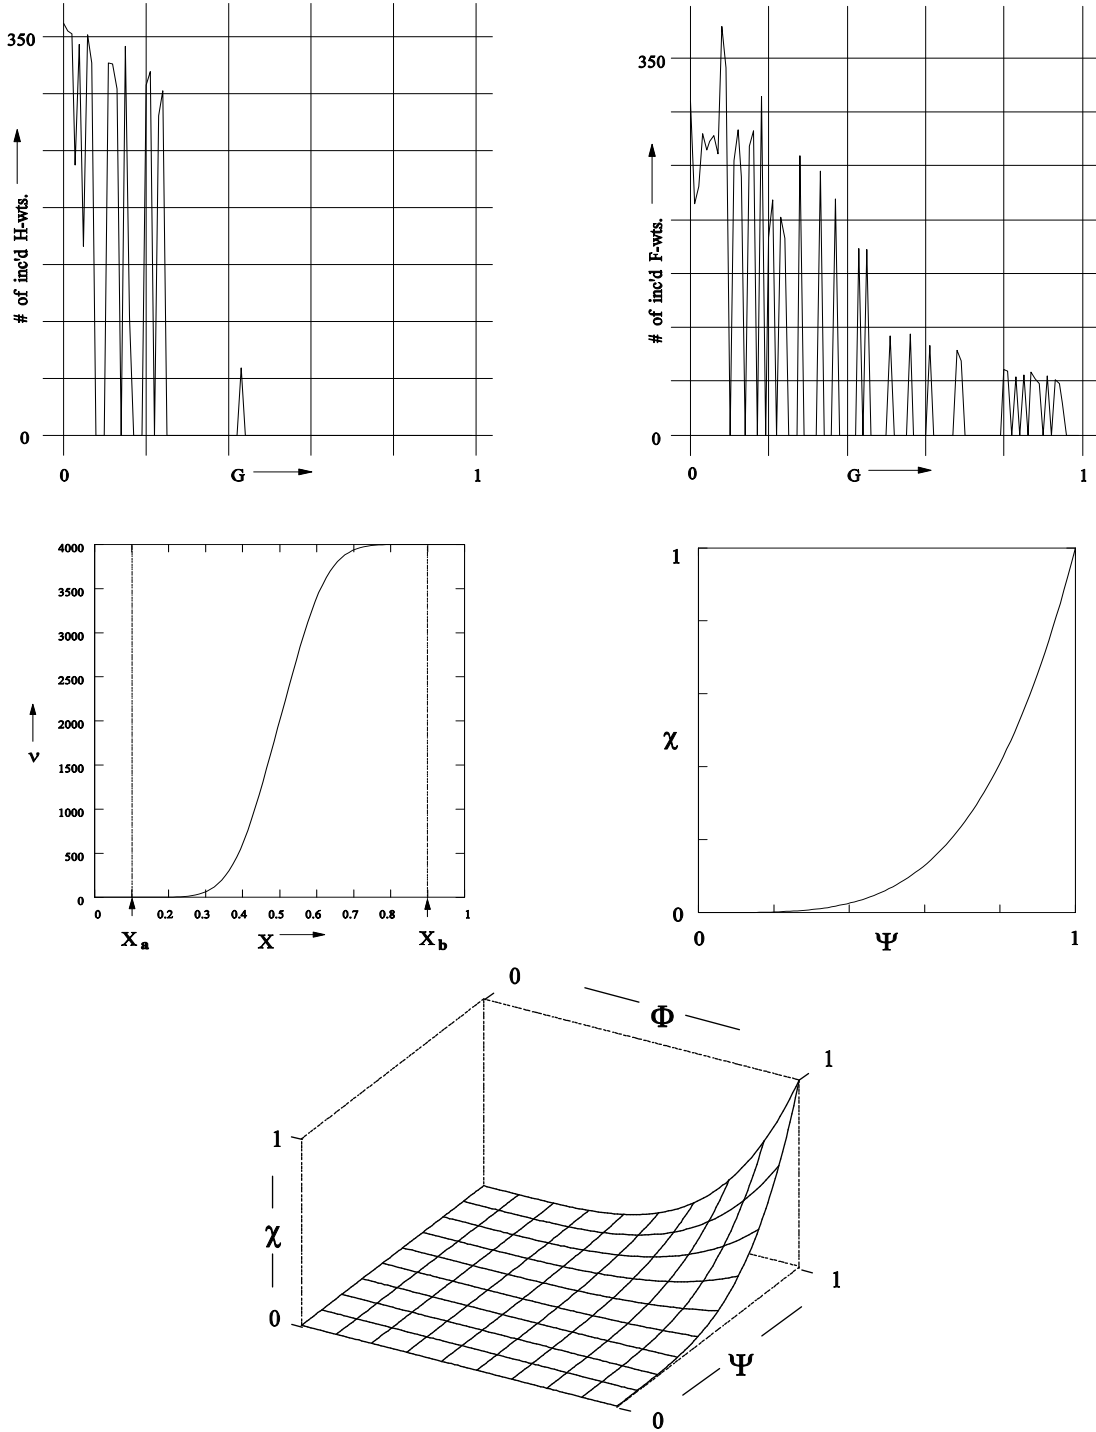 350
# of inc'd H-wts.
0
0 G 1
350
# of inc'd F-wts.
0
0 G 1
4000
3500
3000
2500
2000
1500
1000
500
0
ν
0 0.2 0.3 0.4 0.5 0.6 0.7 0.8 1
Xa X Xb
1
χ
0
0 Ψ 1
0
Φ
1
1
χ
0
1
Ψ
0